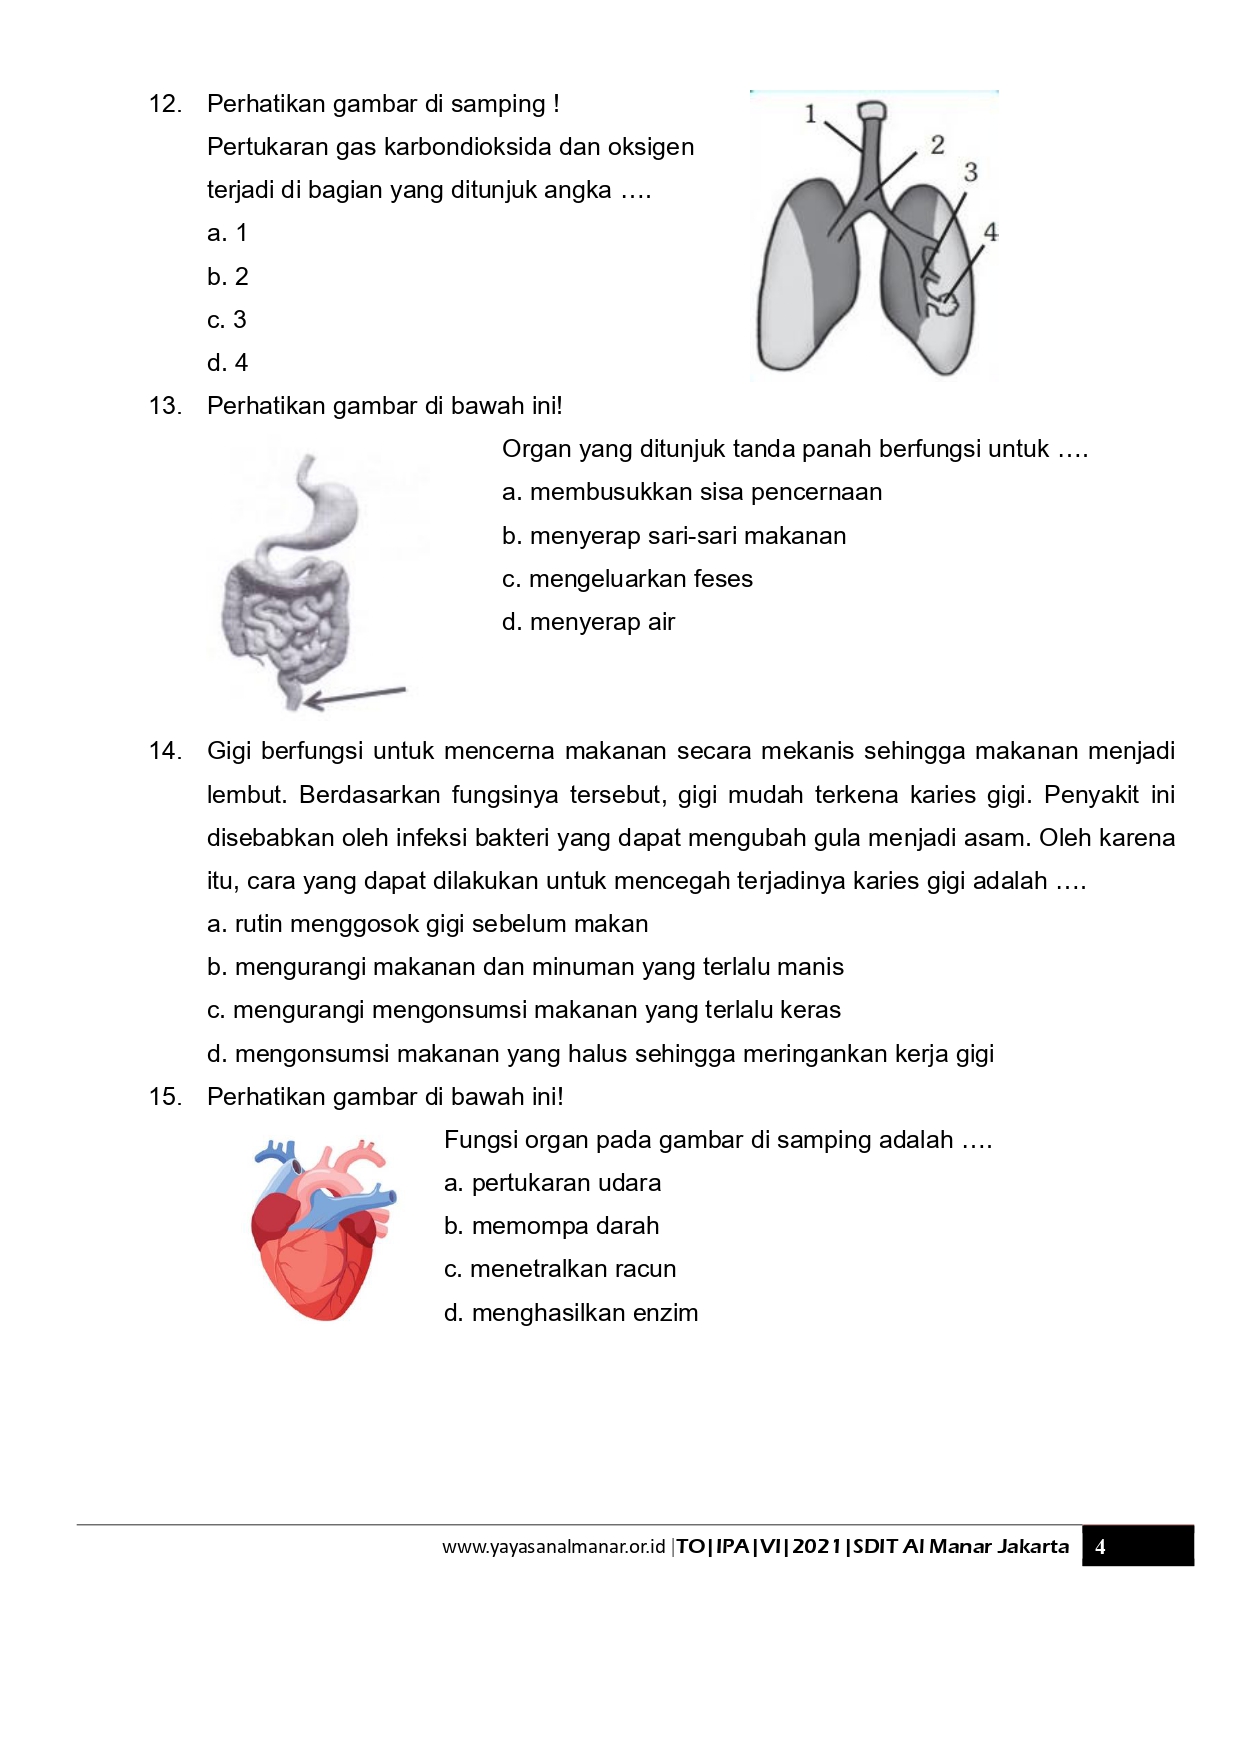 12. Perhatikan gambar di samping !
Pertukaran gas karbondioksida dan oksigen
terjadi di bagian yang ditunjuk angka ….
a. 1
b. 2
c. 3
d. 4
1
2
3
4
13. Perhatikan gambar di bawah ini!
Organ yang ditunjuk tanda panah berfungsi untuk ….
a. membusukkan sisa pencernaan
b. menyerap sari-sari makanan
c. mengeluarkan feses
d. menyerap air
14. Gigi berfungsi untuk mencerna makanan secara mekanis sehingga makanan menjadi
lembut. Berdasarkan fungsinya tersebut, gigi mudah terkena karies gigi. Penyakit ini
disebabkan oleh infeksi bakteri yang dapat mengubah gula menjadi asam. Oleh karena
itu, cara yang dapat dilakukan untuk mencegah terjadinya karies gigi adalah ….
a. rutin menggosok gigi sebelum makan
b. mengurangi makanan dan minuman yang terlalu manis
c. mengurangi mengonsumsi makanan yang terlalu keras
d. mengonsumsi makanan yang halus sehingga meringankan kerja gigi
15. Perhatikan gambar di bawah ini!
Fungsi organ pada gambar di samping adalah ….
a. pertukaran udara
b. memompa darah
c. menetralkan racun
d. menghasilkan enzim
www.yayasanalmanar.or.id |TO|IPA|VI|2021|SDIT Al Manar Jakarta 4